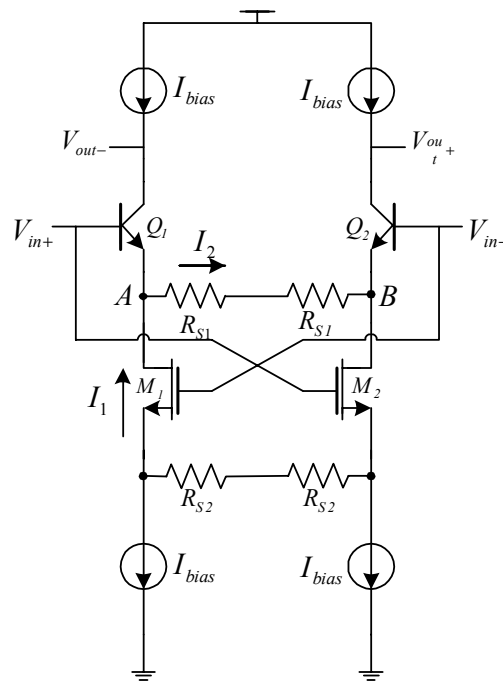 I_bias
I_bias
V_out-
V_out+
Q_1
Q_2
V_in+
V_in-
I_2
A
B
R_S1
R_S1
M_1
M_2
I_1
R_S2
R_S2
I_bias
I_bias